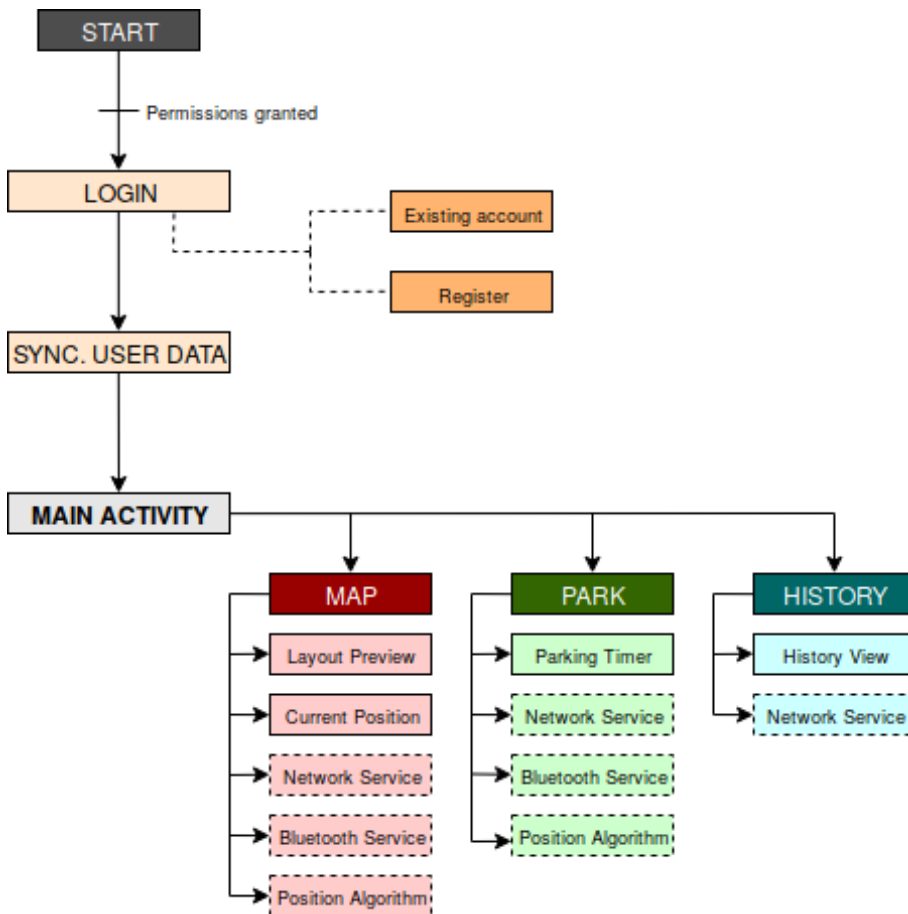 START
Permissions granted
LOGIN
Existing account
Register
SYNC. USER DATA
MAIN ACTIVITY
MAP
Layout Preview
Current Position
Network Service
Bluetooth Service
Position Algorithm
PARK
Parking Timer
Network Service
Bluetooth Service
Position Algorithm
HISTORY
History View
Network Service